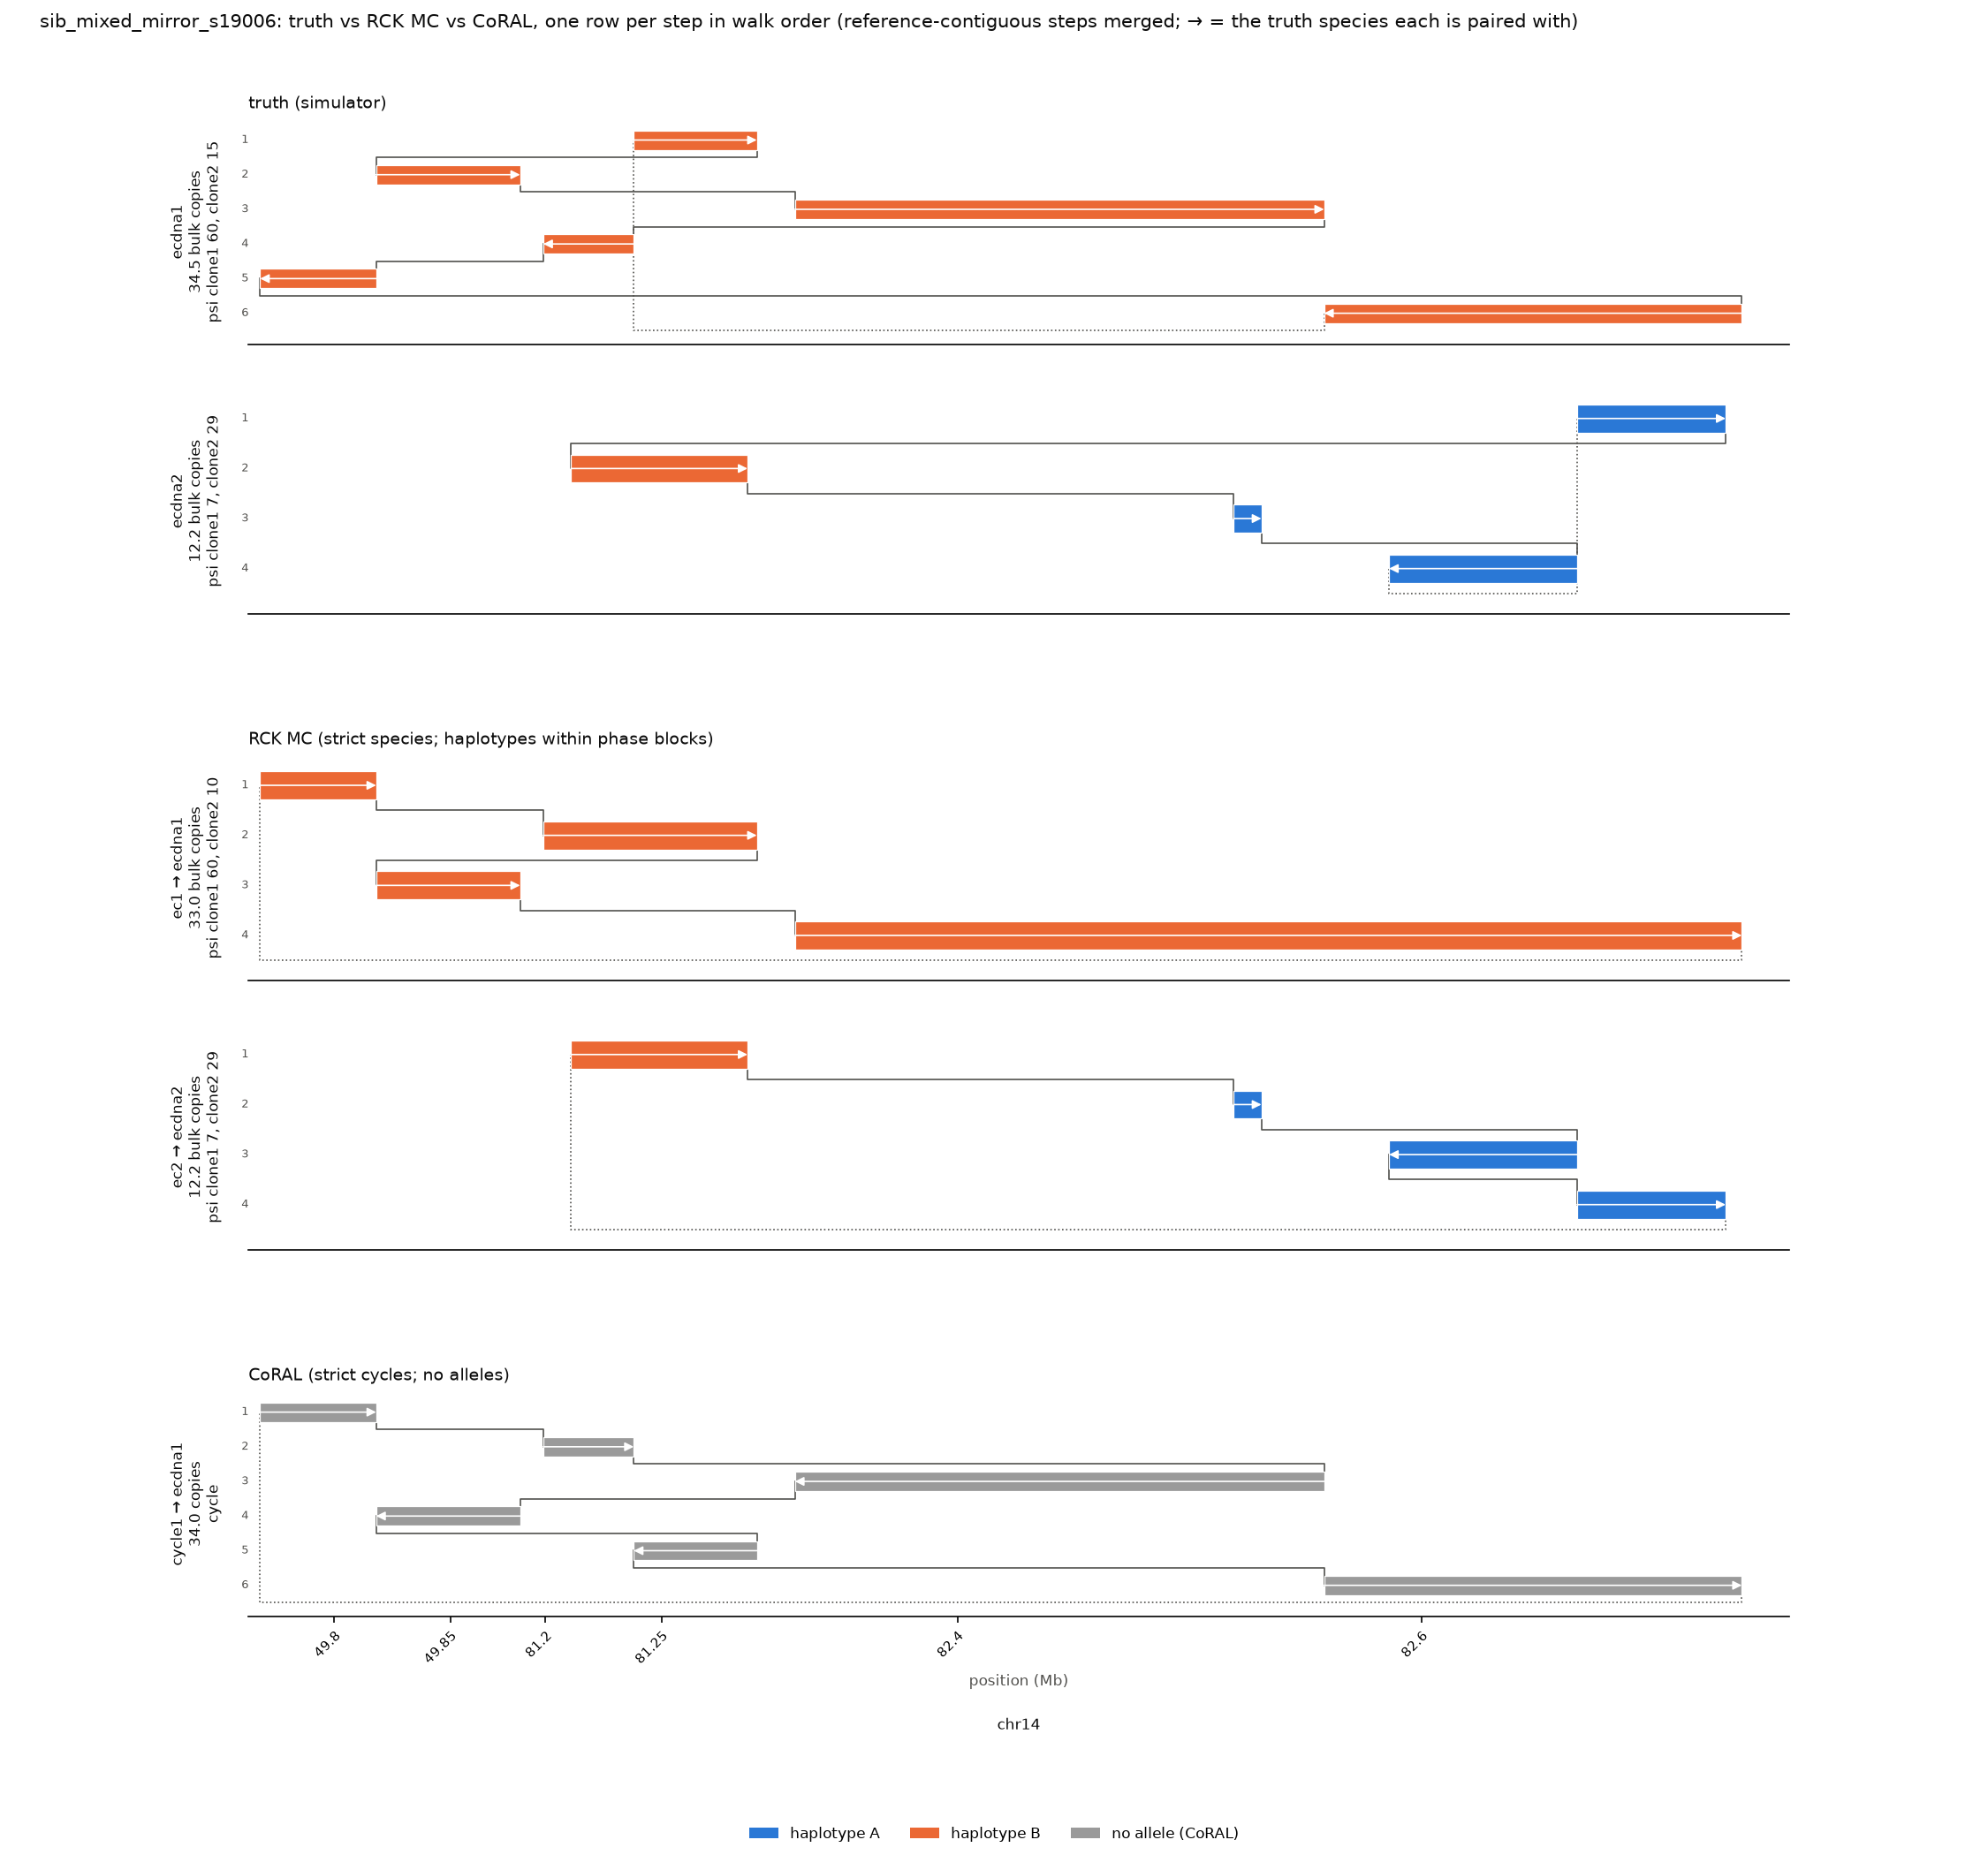 sib_mixed_mirror_s19006: truth vs RCK MC vs CoRAL, one row per step in walk order (reference-contiguous steps merged; → = the truth species each is paired with)
truth (simulator)
ecdna1
34.5 bulk copies
psi clone1 60, clone2 15
1
2
3
4
5
6
ecdna2
12.2 bulk copies
psi clone1 7, clone2 29
1
2
3
4
RCK MC (strict species; haplotypes within phase blocks)
ec1 → ecdna1
33.0 bulk copies
psi clone1 60, clone2 10
1
2
3
4
ec2 → ecdna2
12.2 bulk copies
psi clone1 7, clone2 29
1
2
3
4
CoRAL (strict cycles; no alleles)
cycle1 → ecdna1
34.0 copies
cycle
1
2
3
4
5
6
49.8 49.85 81.2 81.25 82.4 82.6
position (Mb)
chr14
haplotype A haplotype B no allele (CoRAL)